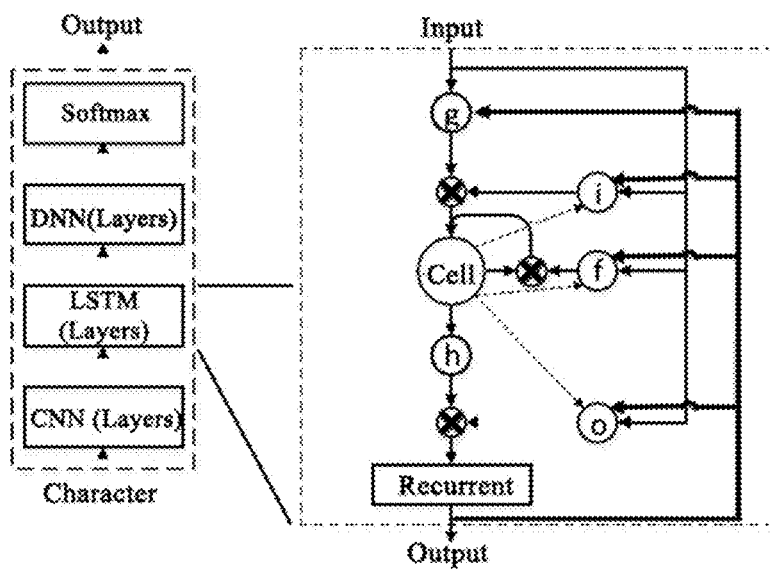 Output
Softmax
DNN(Layers)
LSTM
(Layers)
CNN (Layers)
Character
Input
g
i
Cell
f
h
o
Recurrent
Output